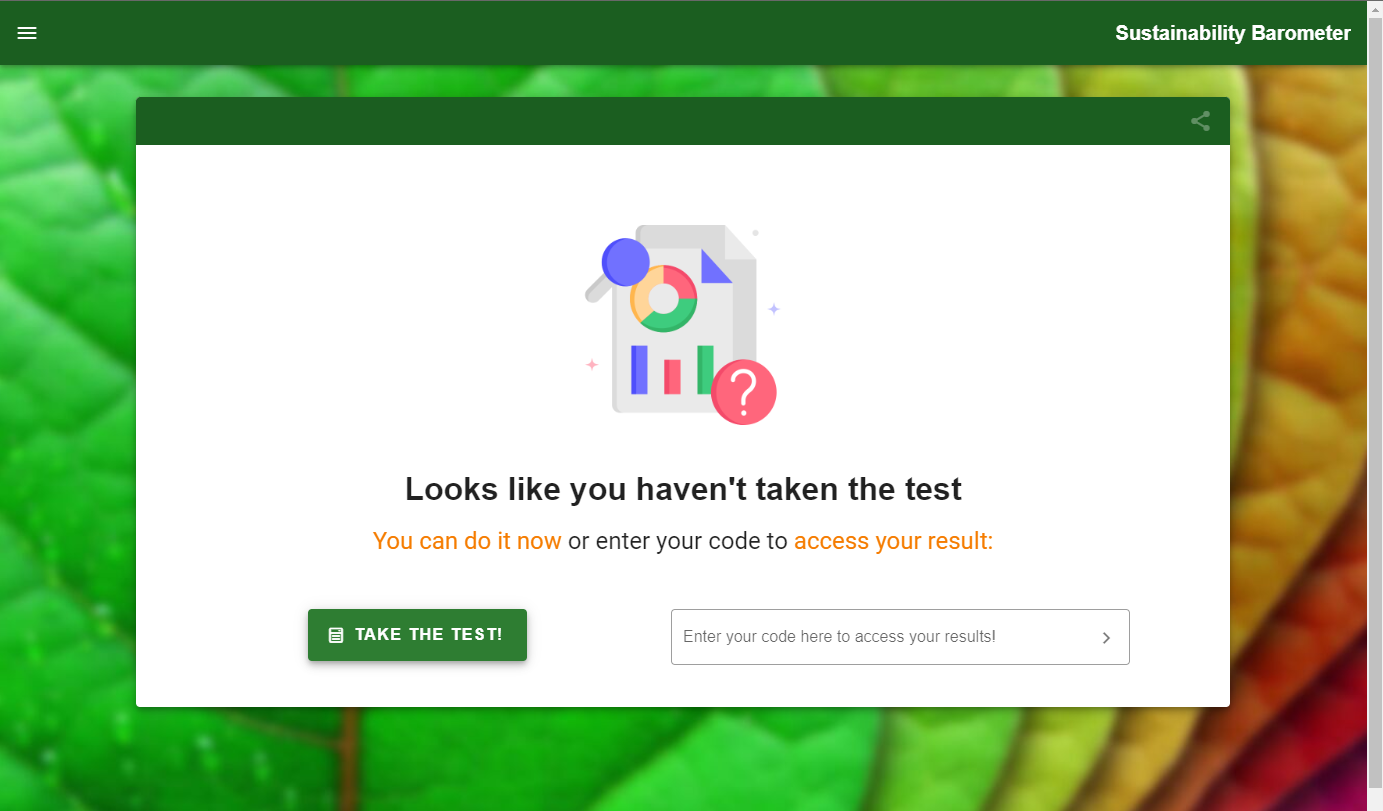 Sustainability Barometer
?
Looks like you haven't taken the test
You can do it now or enter your code to access your result:
TAKE THE TEST!
Enter your code here to access your results!